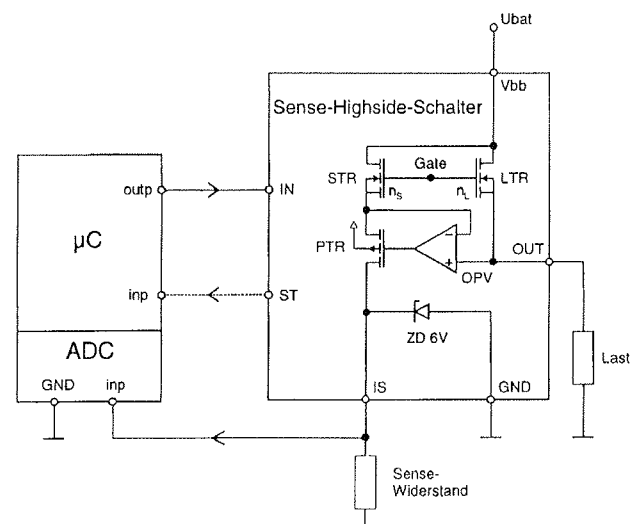 Ubat
Vbb
Sense-Highside-Schalter
Gate
STR
LTR
nS
nL
outp
IN
µC
PTR
OUT
OPV
inp
ST
ZD 6V
Last
ADC
GND
inp
IS
GND
Sense-
Widerstand